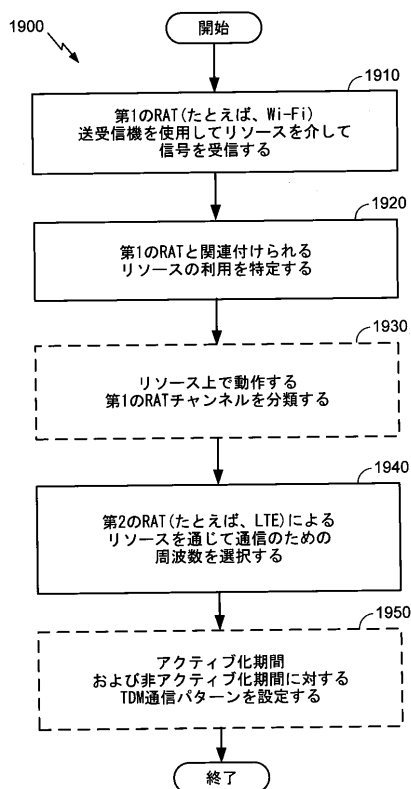 1900
開始
1910
第1のRAT(たとえば、Wi-Fi)
送受信機を使用してリソースを介して
信号を受信する
1920
第1のRATと関連付けられる
リソースの利用を特定する
1930
リソース上で動作する
第1のRATチャンネルを分類する
1940
第2のRAT(たとえば、LTE)による
リソースを通じて通信のための
周波数を選択する
1950
アクティブ化期間
および非アクティブ化期間に対する
TDM通信パターンを設定する
終了